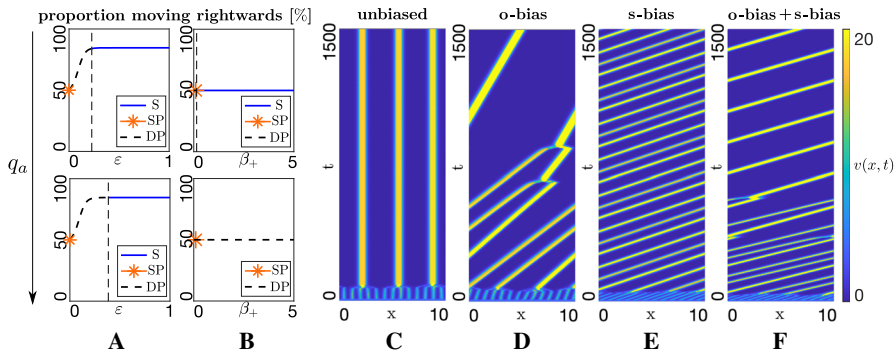 proportion moving rightwards [%]
unbiased
o-bias
s-bias
o-bias+s-bias
q_a
100
50
0
S
SP
DP
0 ε 1
100
50
0
S
SP
DP
0 β₊ 5
100
50
0
S
SP
DP
0 ε 1
100
50
0
S
SP
DP
0 β₊ 5
1500
t
0
0 x 10
1500
t
0
0 x 10
1500
t
0
0 x 10
1500
t
0
0 x 10
20
v(x,t)
0
A B C D E F